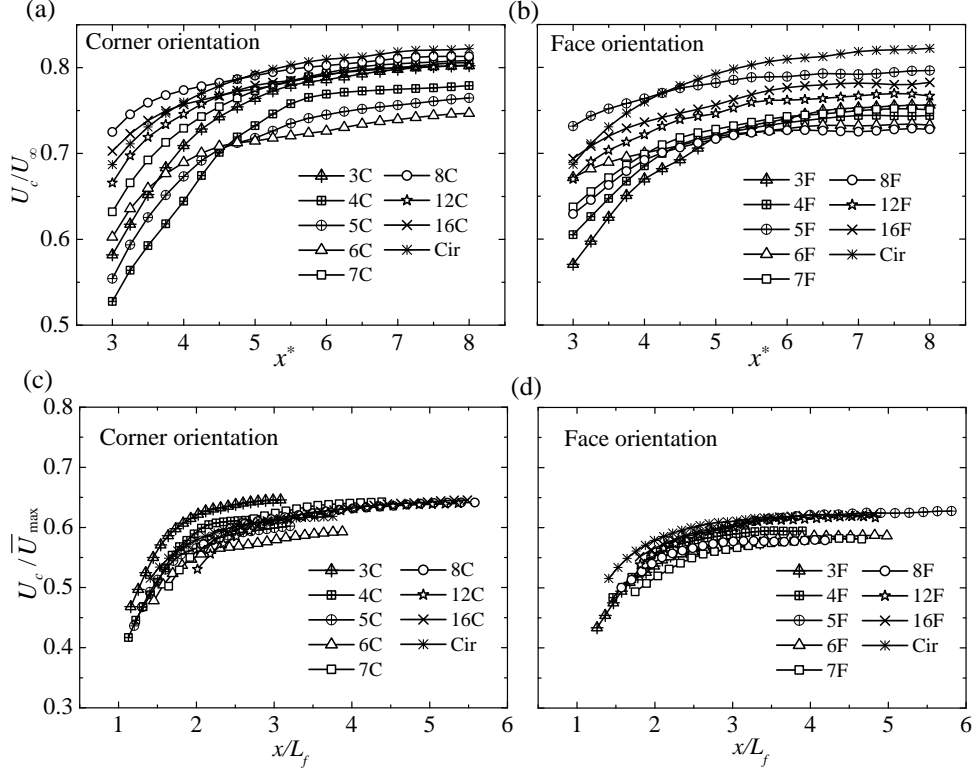 (a)
Corner orientation
0.8
0.7
0.6
0.5
U_c/U_∞
3C
4C
5C
6C
7C
8C
12C
16C
Cir
3 4 5 6 7 8
x*
(b)
Face orientation
3F
4F
5F
6F
7F
8F
12F
16F
Cir
3 4 5 6 7 8
x*
(c)
Corner orientation
0.8
0.7
0.6
0.5
0.4
0.3
U_c / U̅_max
3C
4C
5C
6C
7C
8C
12C
16C
Cir
1 2 3 4 5 6
x/L_f
(d)
Face orientation
3F
4F
5F
6F
7F
8F
12F
16F
Cir
1 2 3 4 5 6
x/L_f